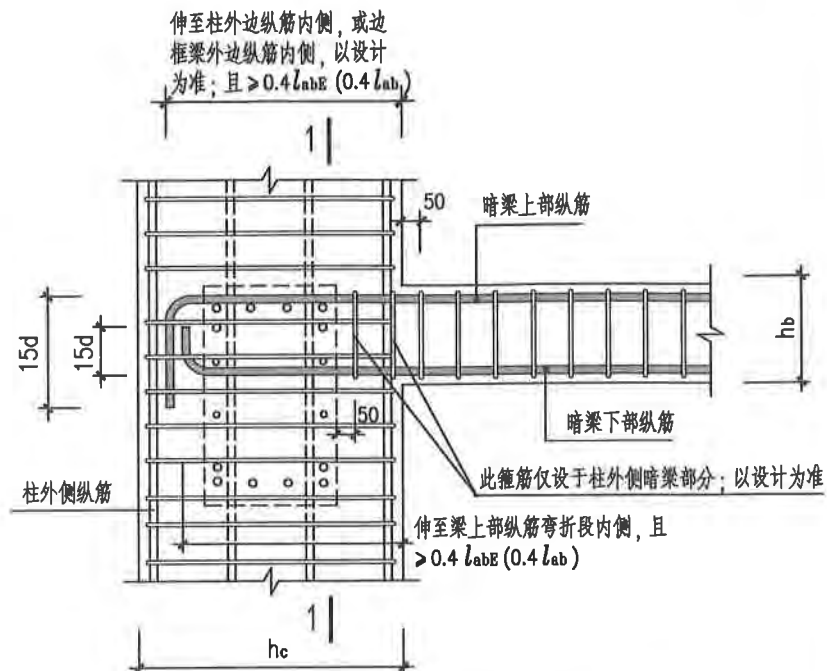 伸至柱外边纵筋内侧，或边
框梁外边纵筋内侧，以设计
为准；且≥0.4labE(0.4lab)
1
50
暗梁上部纵筋
15d
15d
hb
50
暗梁下部纵筋
此箍筋仅设于柱外侧暗梁部分；以设计为准
柱外侧纵筋
伸至梁上部纵筋弯折段内侧，且
≥0.4labE(0.4lab)
1
hc